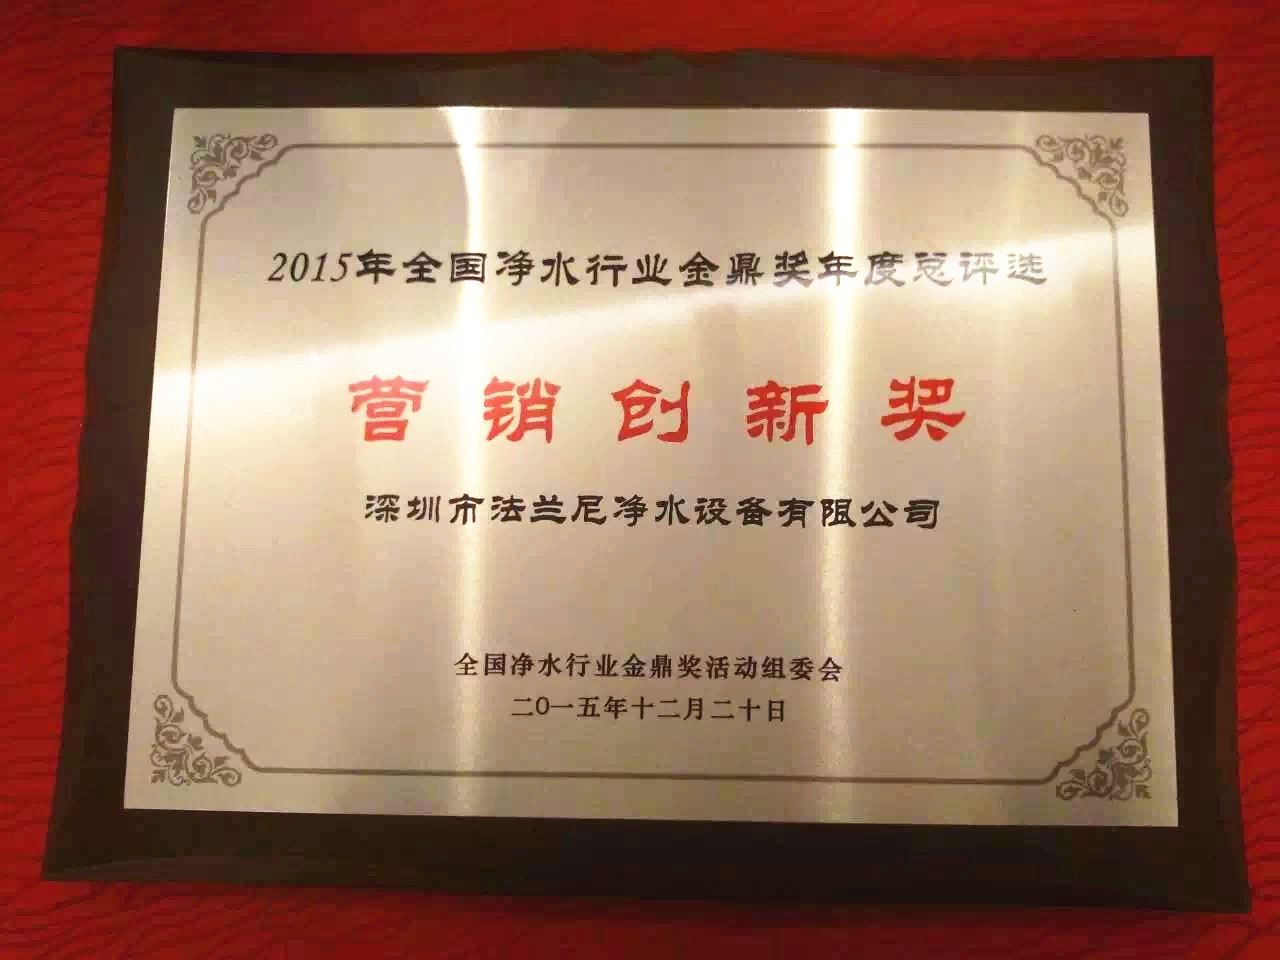 2015年全国净水行业金鼎奖年度总评选
营销创新奖
深圳市法兰尼净水设备有限公司
全国净水行业金鼎奖活动组委会
二〇一五年十二月二十日